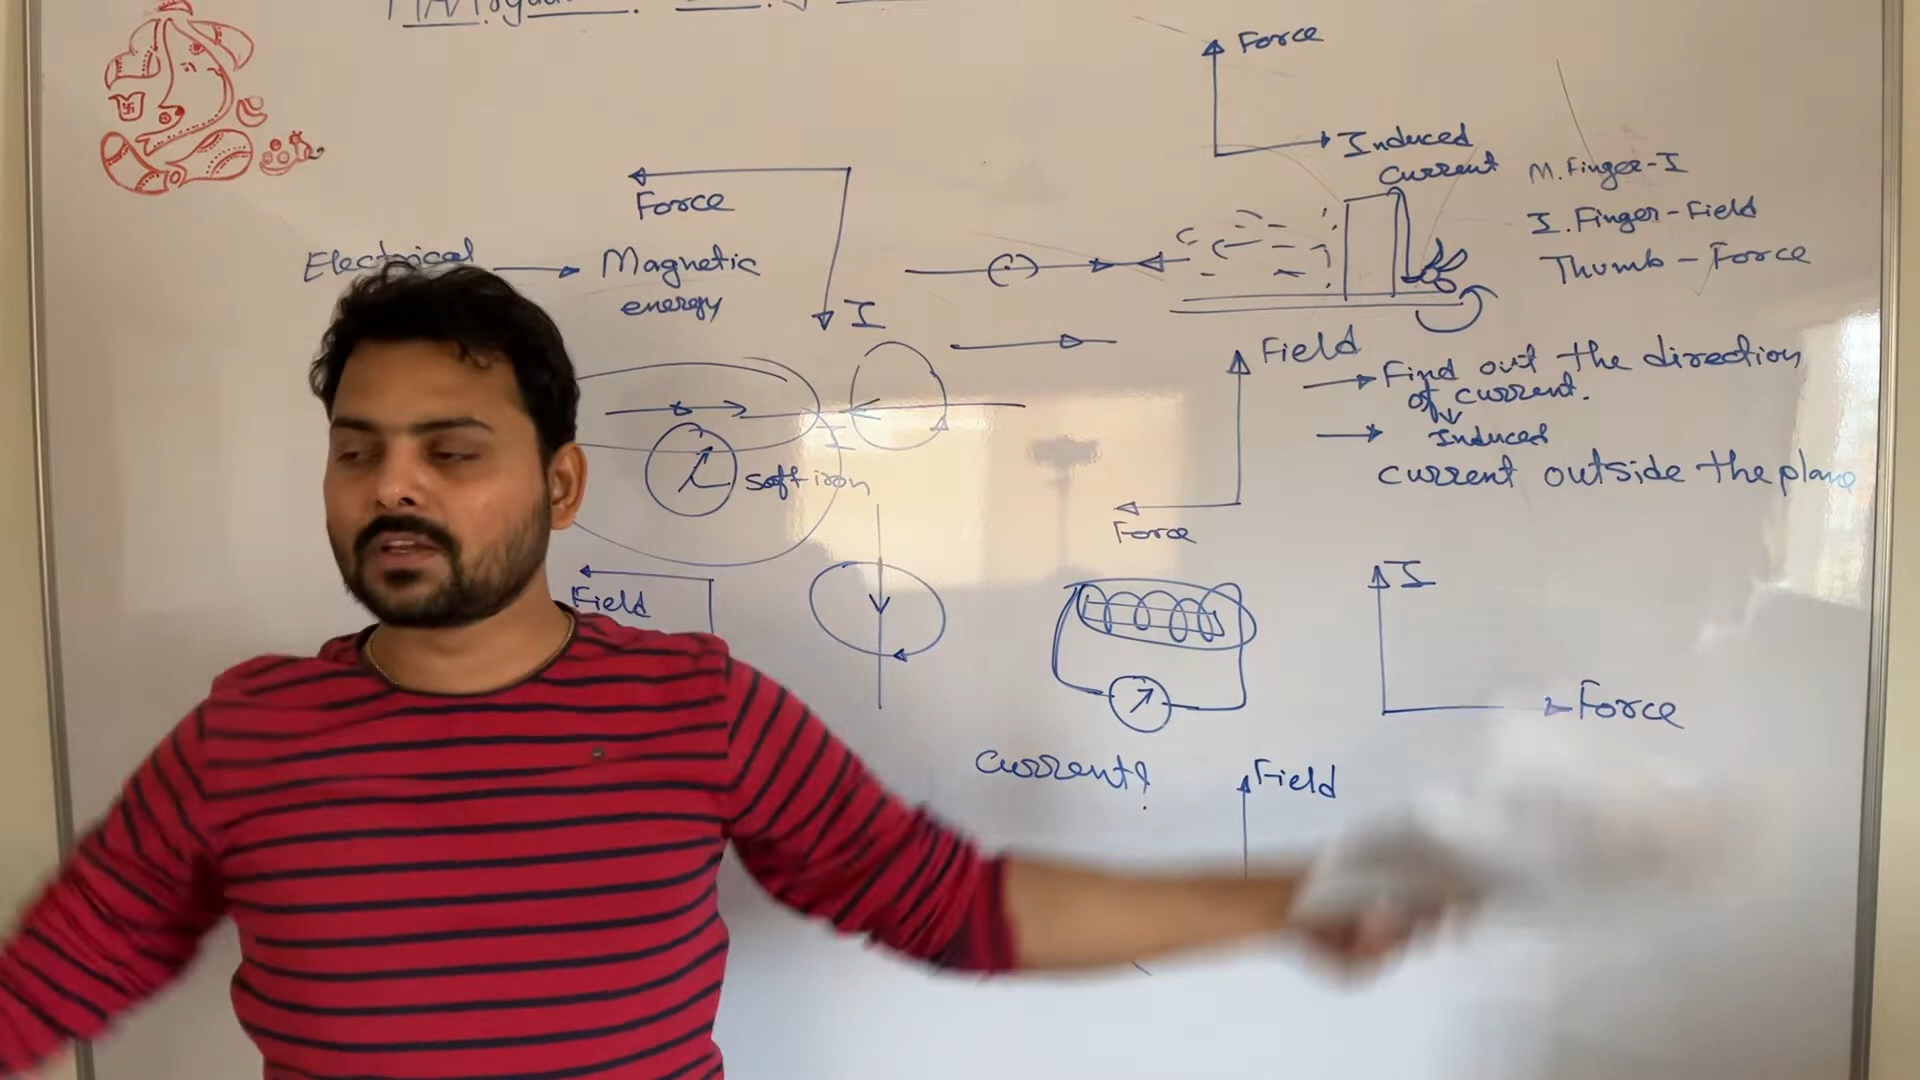 Force
Induced
Current
M. Finger-I
I. Finger-Field
Thumb - Force
Force
Electrical
Magnetic
energy
I
Field
Find out the direction
of current.
Induced
current outside the plane
I
soft iron
Force
Field
I
Force
Current?
Field